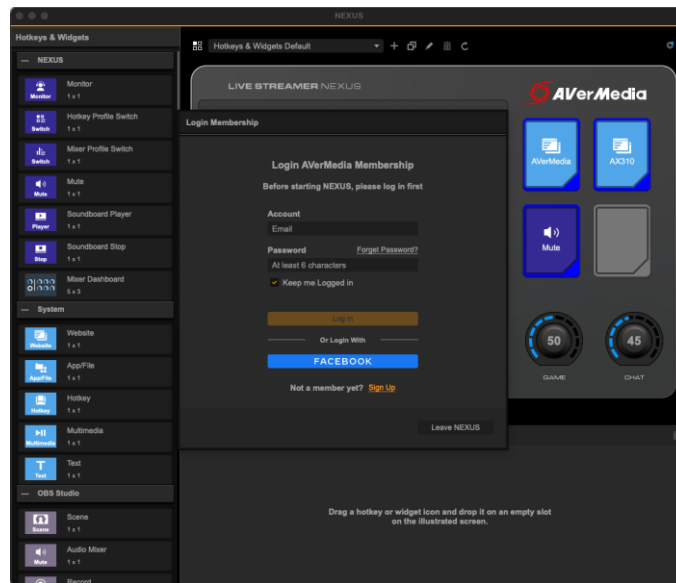 NEXUS
Hotkeys & Widgets
Hotkeys & Widgets Default
— NEXUS
Monitor
1 x 1
Monitor
Hotkey Profile Switch
1 x 1
Switch
Mixer Profile Switch
1 x 1
Switch
Mute
1 x 1
Mute
Soundboard Player
1 x 1
Player
Soundboard Stop
1 x 1
Stop
Mixer Dashboard
5 x 3
— System
Website
1 x 1
Website
App/File
1 x 1
App/File
Hotkey
1 x 1
Hotkey
Multimedia
1 x 1
Multimedia
Text
1 x 1
Text
— OBS Studio
Scene
1 x 1
Scene
Audio Mixer
1 x 1
Mute
Record
LIVE STREAMER NEXUS
AVerMedia
AVerMedia
AX310
Mute
50
45
GAME
CHAT
Login Membership
Login AVerMedia Membership
Before starting NEXUS, please log in first
Account
Email
Password Forget Password?
At least 6 characters
Keep me Logged in
Log in
Or Login With
FACEBOOK
Not a member yet? Sign Up
Leave NEXUS
Drag a hotkey or widget icon and drop it on an empty slot
on the illustrated screen.